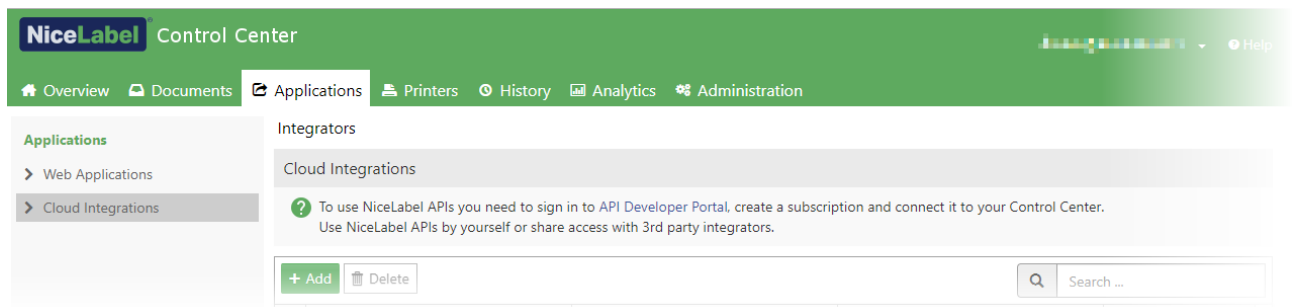 NiceLabel Control Center
Help
Overview Documents Applications Printers History Analytics Administration
Applications
Web Applications
Cloud Integrations
Integrators
Cloud Integrations
To use NiceLabel APIs you need to sign in to API Developer Portal, create a subscription and connect it to your Control Center.
Use NiceLabel APIs by yourself or share access with 3rd party integrators.
+ Add Delete
Search ...